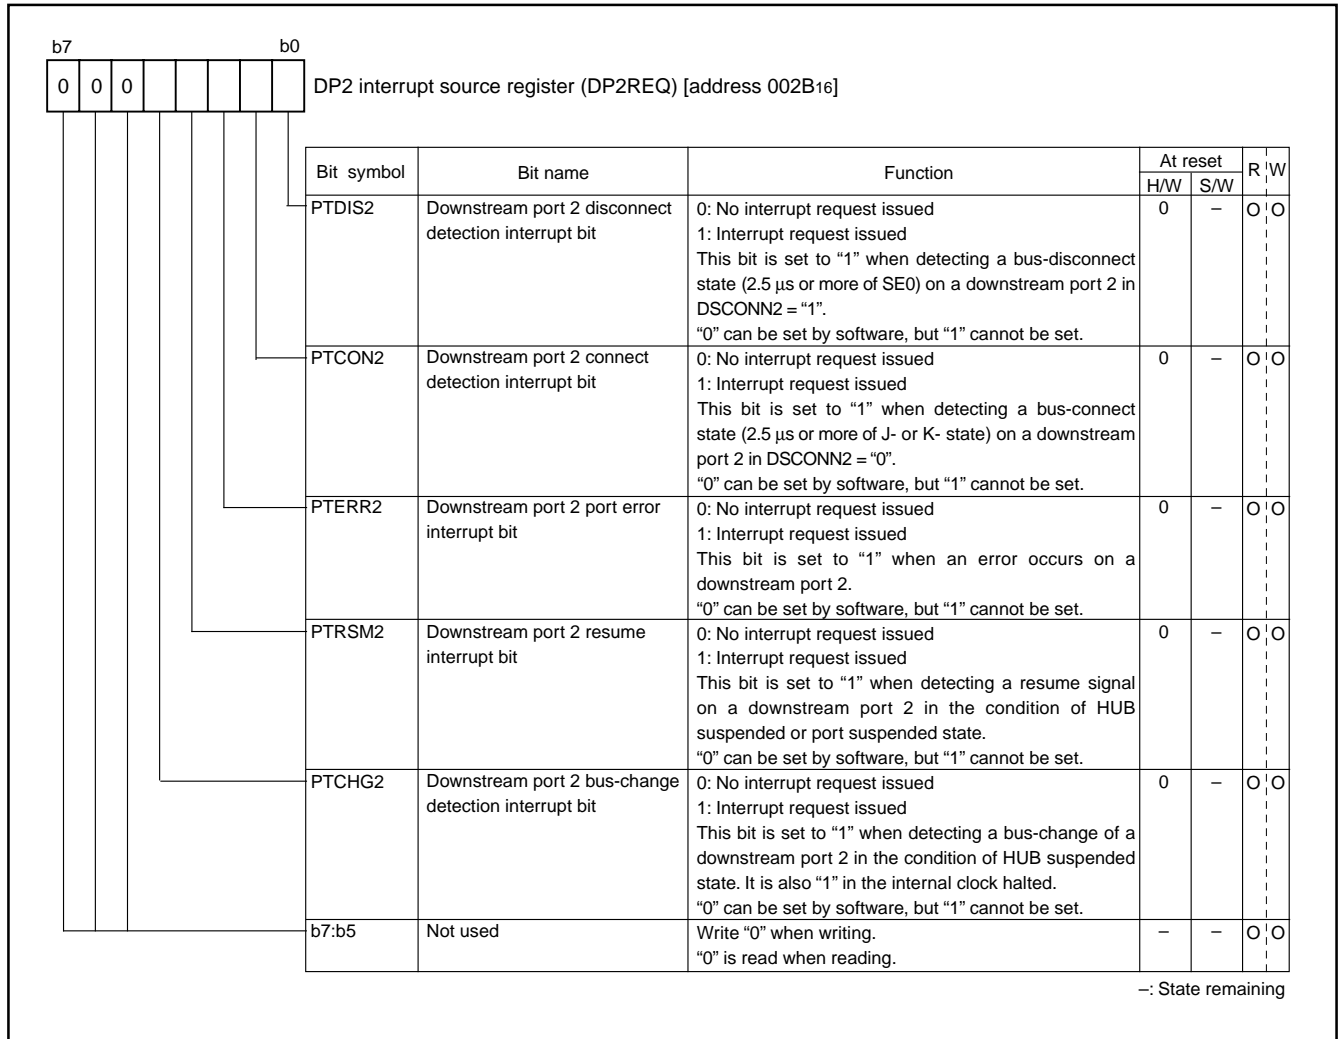 b7 b0
0 0 0 DP2 interrupt source register (DP2REQ) [address 002B16]
Bit symbol Bit name Function At reset R W
H/W S/W
PTDIS2 Downstream port 2 disconnect 0: No interrupt request issued 0 – O O
detection interrupt bit 1: Interrupt request issued
This bit is set to “1” when detecting a bus-disconnect
state (2.5 µs or more of SE0) on a downstream port 2 in
DSCONN2 = “1”.
“0” can be set by software, but “1” cannot be set.
PTCON2 Downstream port 2 connect 0: No interrupt request issued 0 – O O
detection interrupt bit 1: Interrupt request issued
This bit is set to “1” when detecting a bus-connect
state (2.5 µs or more of J- or K- state) on a downstream
port 2 in DSCONN2 = “0”.
“0” can be set by software, but “1” cannot be set.
PTERR2 Downstream port 2 port error 0: No interrupt request issued 0 – O O
interrupt bit 1: Interrupt request issued
This bit is set to “1” when an error occurs on a
downstream port 2.
“0” can be set by software, but “1” cannot be set.
PTRSM2 Downstream port 2 resume 0: No interrupt request issued 0 – O O
interrupt bit 1: Interrupt request issued
This bit is set to “1” when detecting a resume signal
on a downstream port 2 in the condition of HUB
suspended or port suspended state.
“0” can be set by software, but “1” cannot be set.
PTCHG2 Downstream port 2 bus-change 0: No interrupt request issued 0 – O O
detection interrupt bit 1: Interrupt request issued
This bit is set to “1” when detecting a bus-change of a
downstream port 2 in the condition of HUB suspended
state. It is also “1” in the internal clock halted.
“0” can be set by software, but “1” cannot be set.
b7:b5 Not used Write “0” when writing. – – O O
“0” is read when reading.
–: State remaining